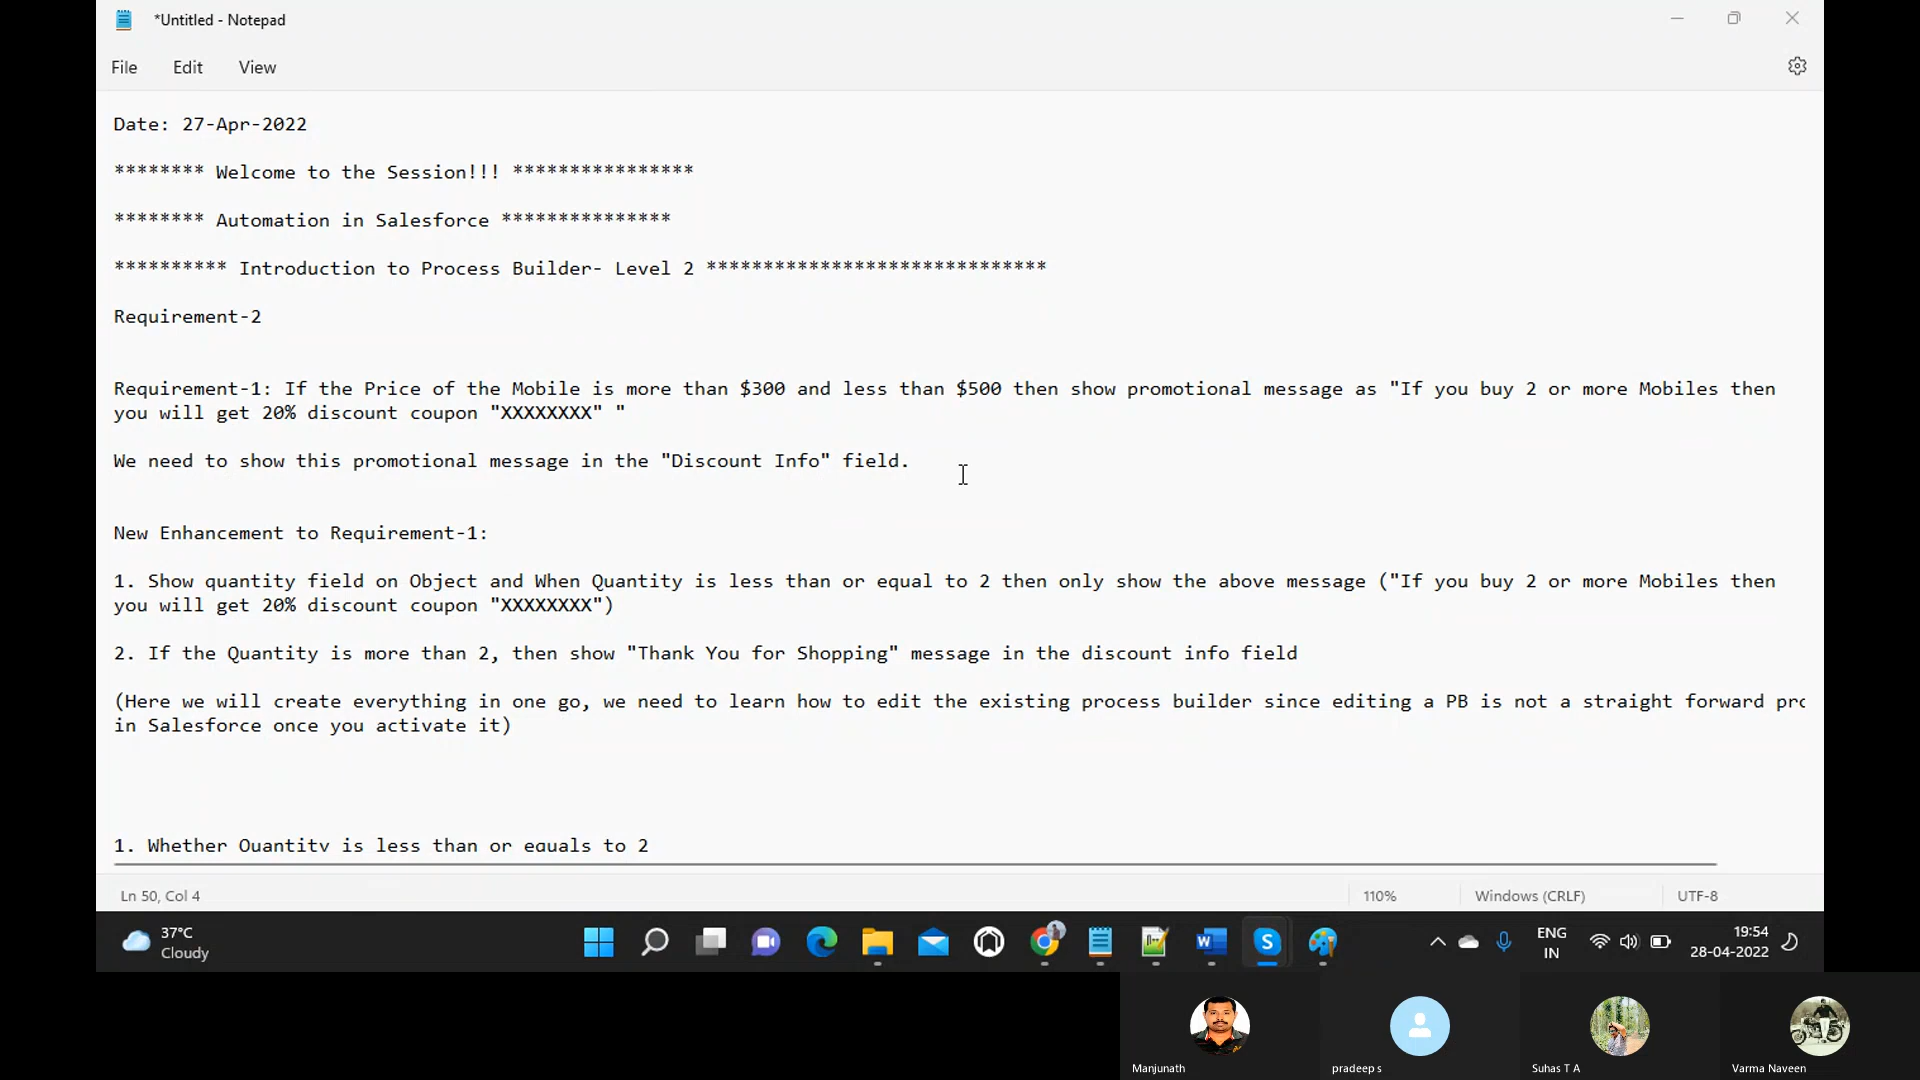 *Untitled - Notepad
File Edit View
Date: 27-Apr-2022
******** Welcome to the Session!!! ****************
******** Automation in Salesforce ***************
********** Introduction to Process Builder- Level 2 ******************************
Requirement-2
Requirement-1: If the Price of the Mobile is more than $300 and less than $500 then show promotional message as "If you buy 2 or more Mobiles then
you will get 20% discount coupon "XXXXXXXX" "
We need to show this promotional message in the "Discount Info" field.
New Enhancement to Requirement-1:
1. Show quantity field on Object and When Quantity is less than or equal to 2 then only show the above message ("If you buy 2 or more Mobiles then
you will get 20% discount coupon "XXXXXXXX")
2. If the Quantity is more than 2, then show "Thank You for Shopping" message in the discount info field
(Here we will create everything in one go, we need to learn how to edit the existing process builder since editing a PB is not a straight forward prc
in Salesforce once you activate it)
1. Whether Quantity is less than or equals to 2
Ln 50, Col 4 110% Windows (CRLF) UTF-8
37°C
Cloudy
ENG
IN
19:54
28-04-2022
Manjunath pradeep s Suhas T A Varma Naveen